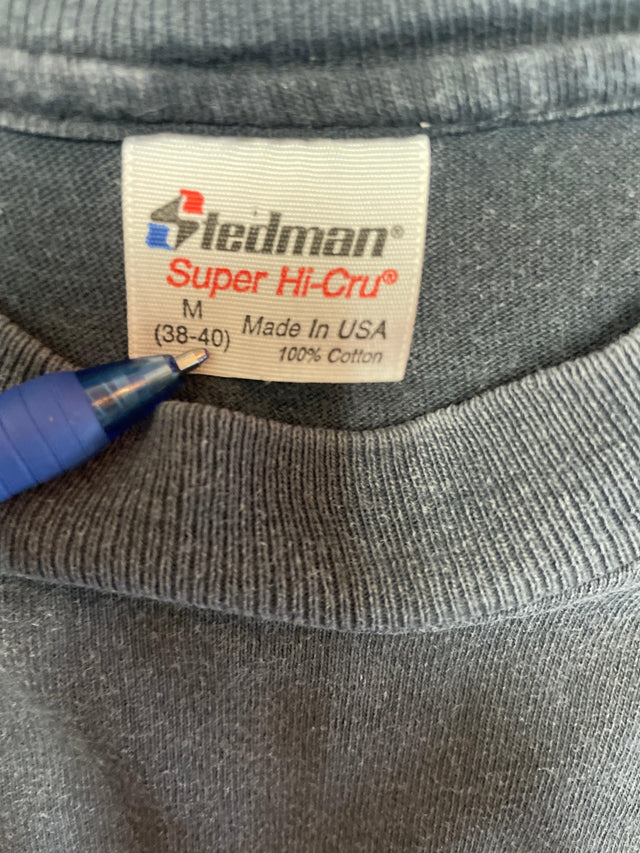 Stedman®
Super Hi-Cru®
M
(38-40) Made In USA
100% Cotton